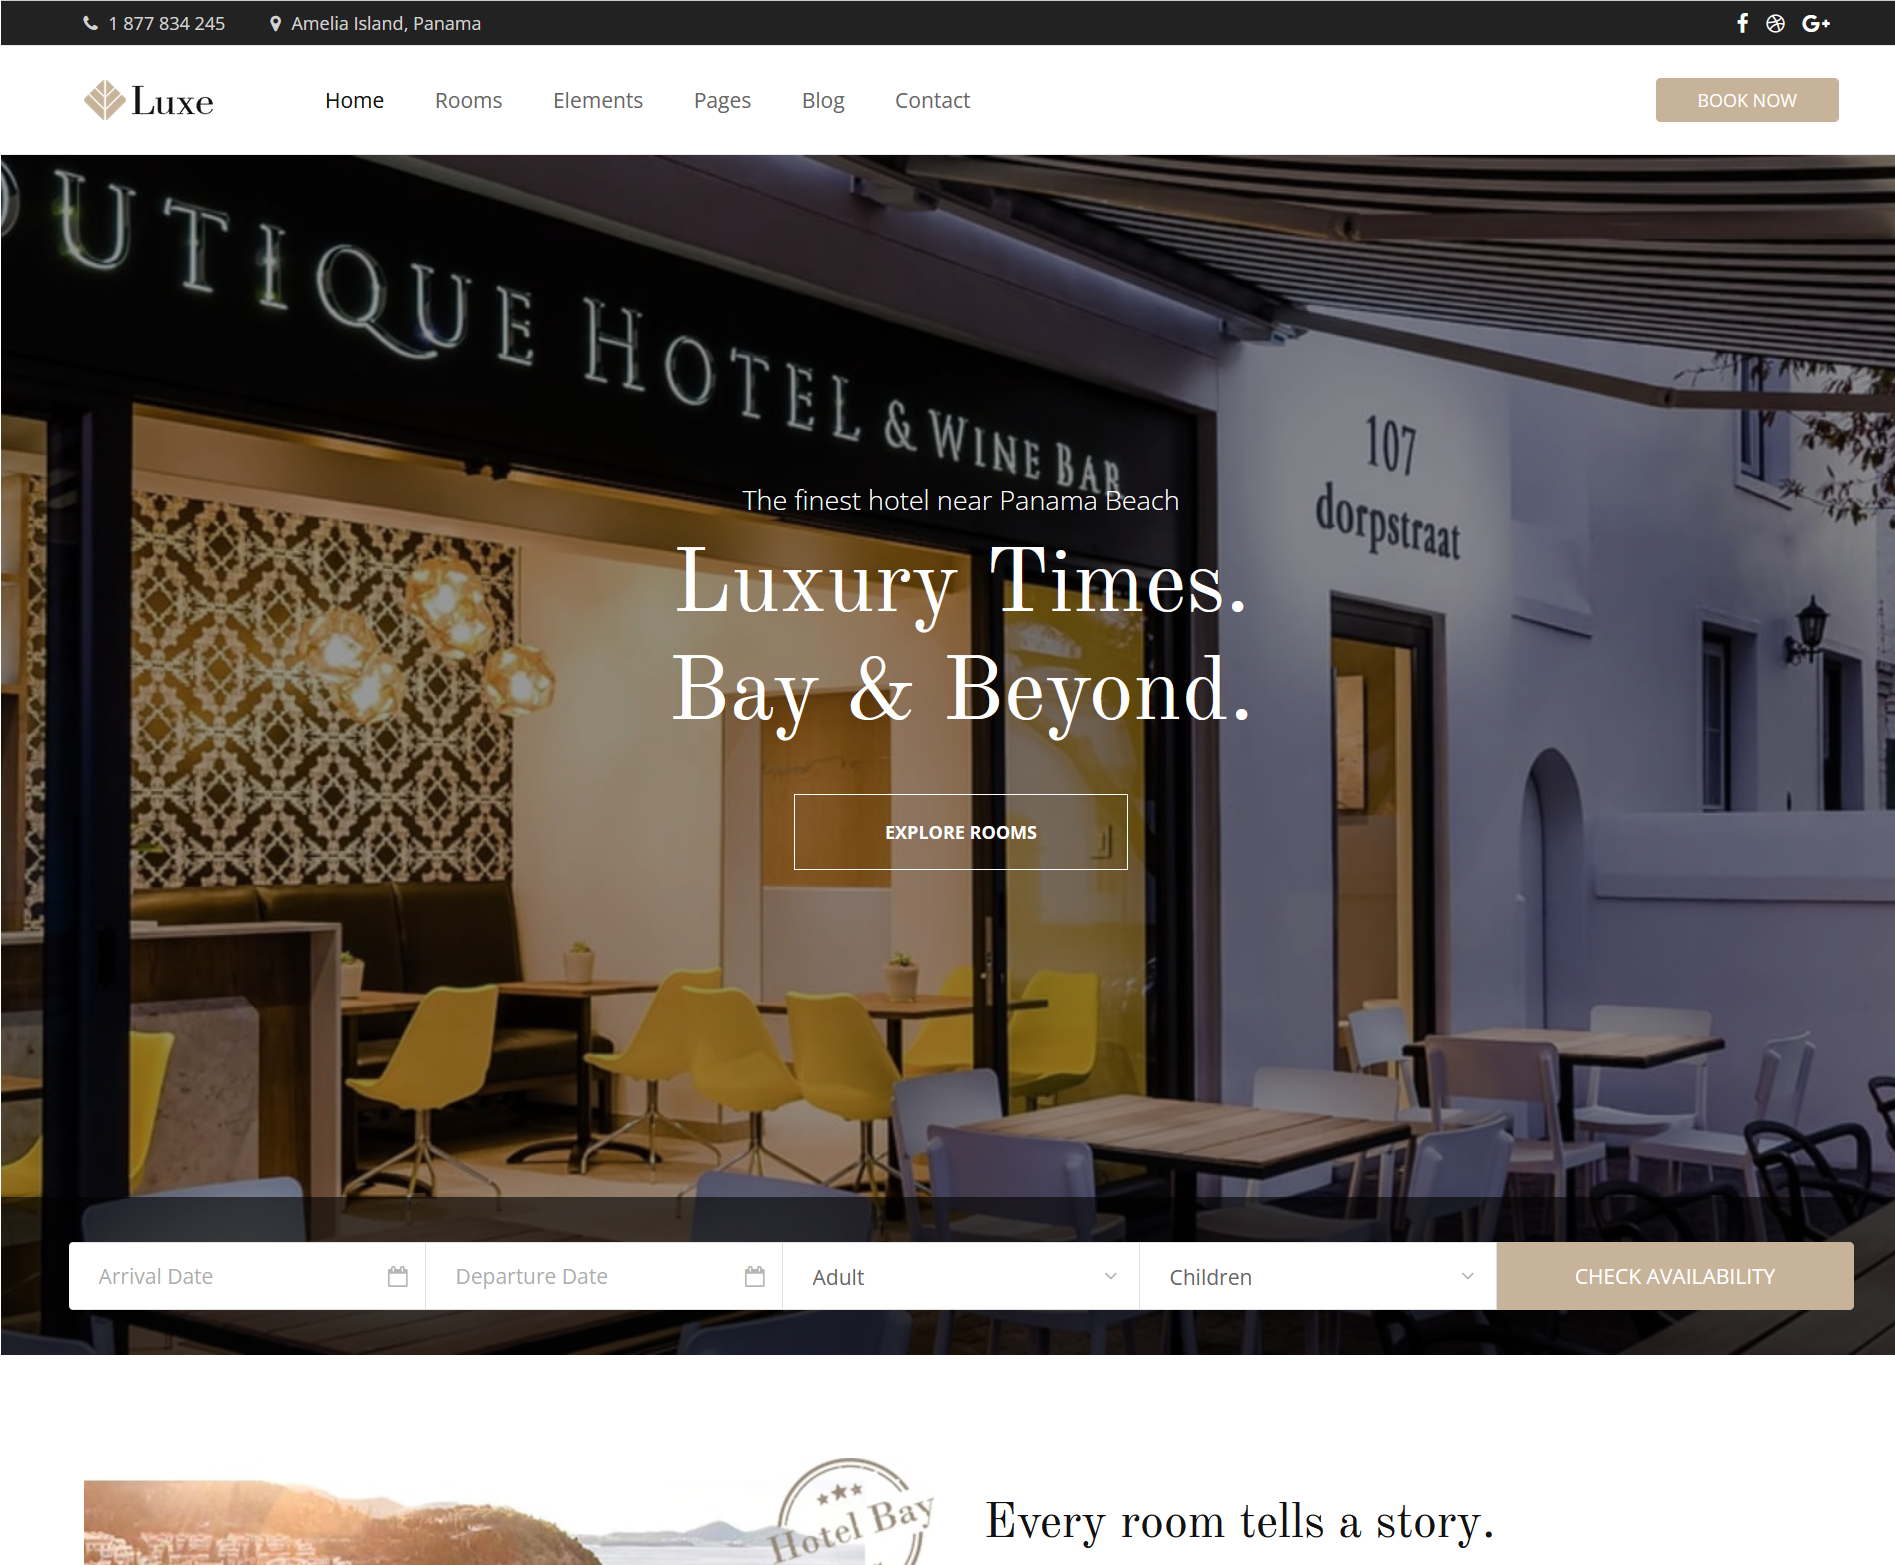 1 877 834 245
Amelia Island, Panama
Luxe
Home
Rooms
Elements
Pages
Blog
Contact
BOOK NOW
OUTIQUE HOTEL & WINE BAR
107
dorpstraat
The finest hotel near Panama Beach
Luxury Times.
Bay & Beyond.
EXPLORE ROOMS
Arrival Date
Departure Date
Adult
Children
CHECK AVAILABILITY
Hotel Bay
Every room tells a story.